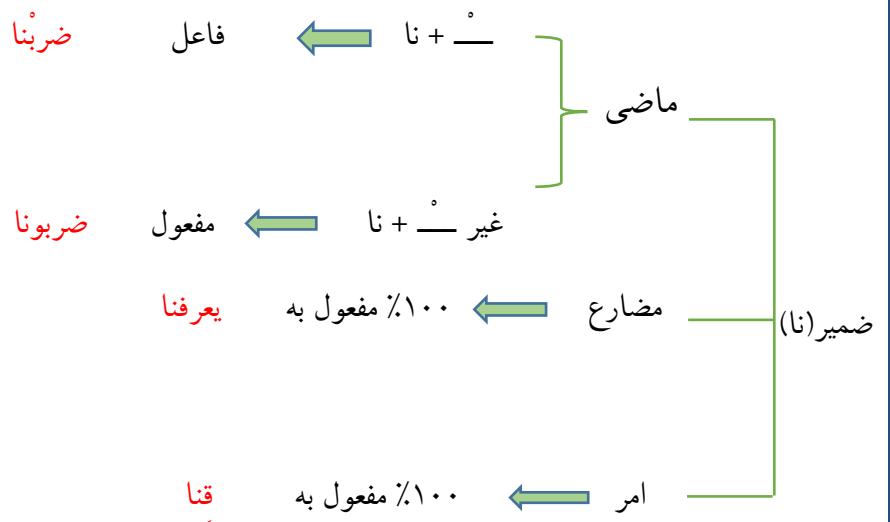 ضمیر(نا)
ماضی
ـــْـ + نا فاعل ضربْنا
غیر ـــْـ + نا مفعول ضربونا
مضارع ۱۰۰٪ مفعول به یعرفنا
امر ۱۰۰٪ مفعول به قنا